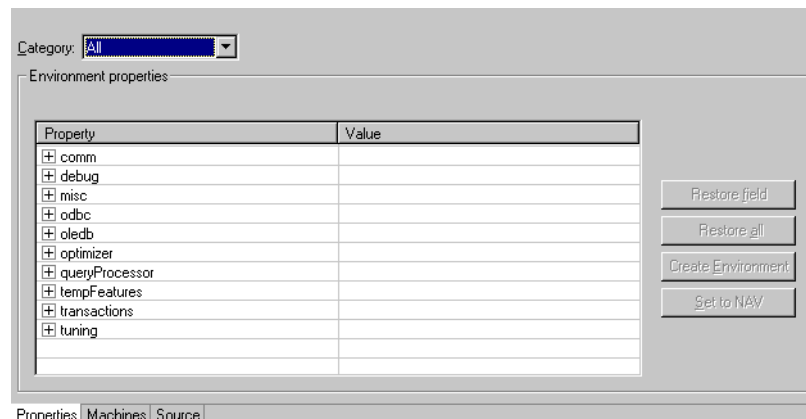 Category: All
Environment properties
Property Value
comm
debug
misc
odbc
oledb
optimizer
queryProcessor
tempFeatures
transactions
tuning
Restore field
Restore all
Create Environment
Set to NAV
Properties Machines Source